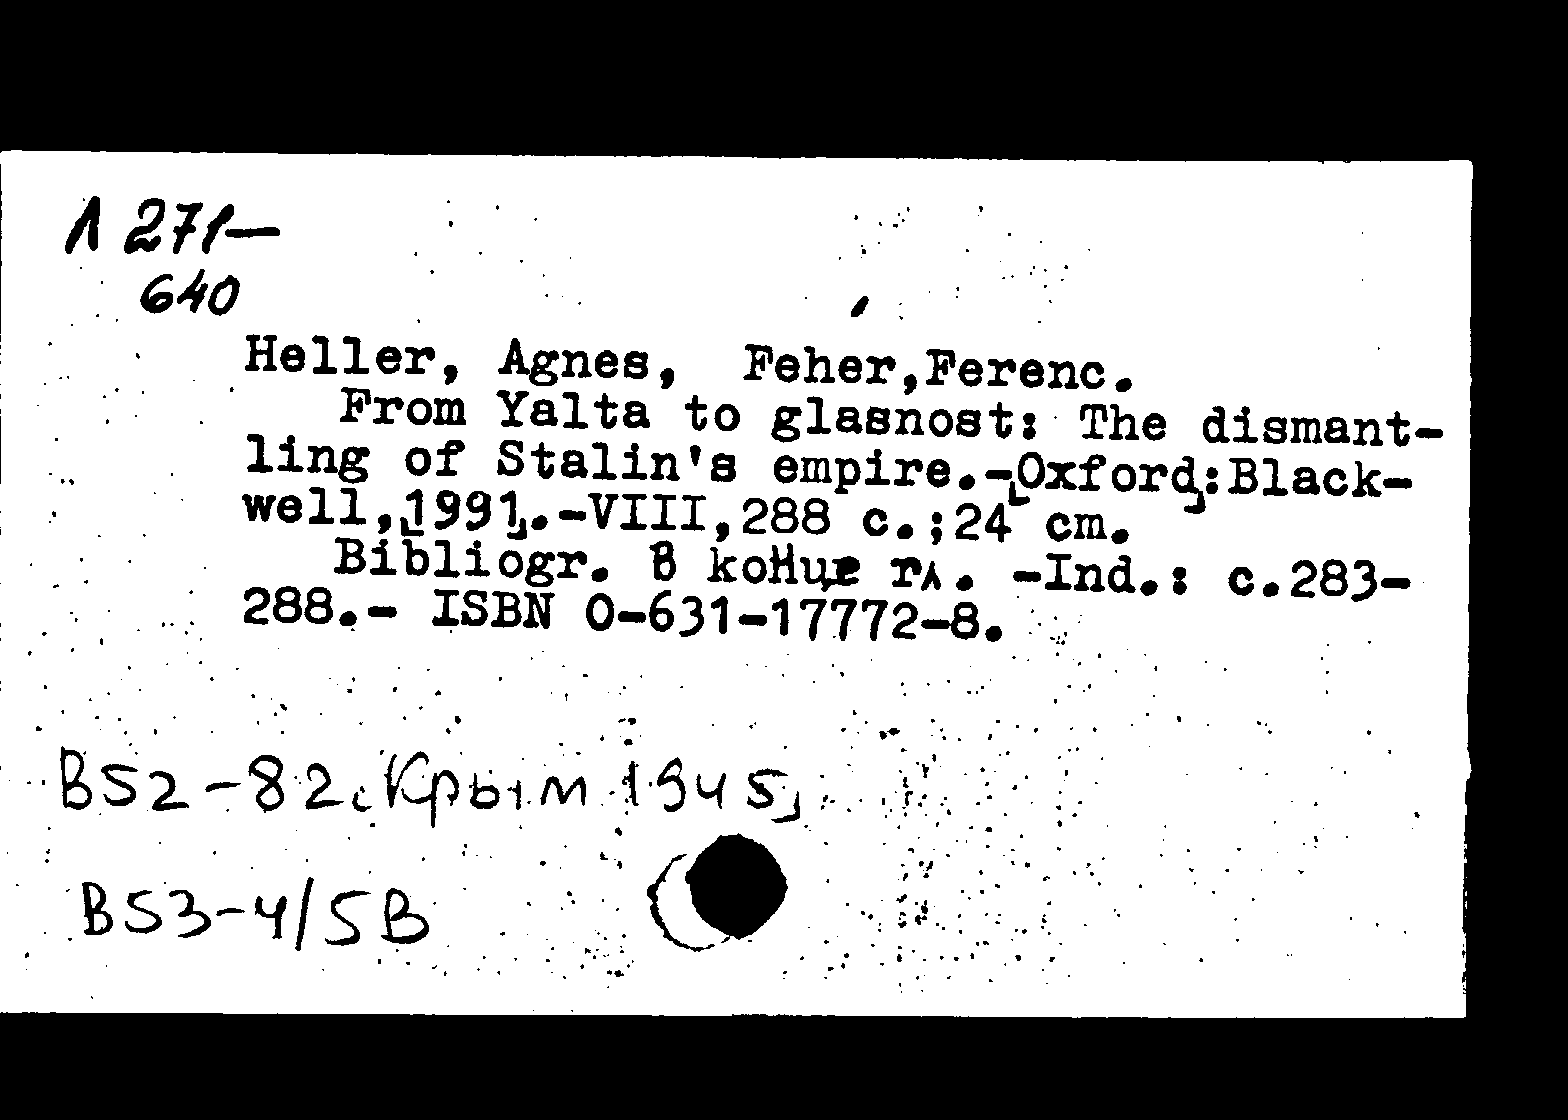 Л 271-
640
Heller, Agnes, Feher,Ferenc.
From Yalta to glasnost: The dismant-
ling of Stalin's empire.-[Oxford]:Black-
well,[1991].-VIII,288 c.;24 cm.
Bibliogr. в конце гл. -Ind.: c.283-
288.- ISBN 0-631-17772-8.
B52-82[Крым 1945]
B53-4/5B